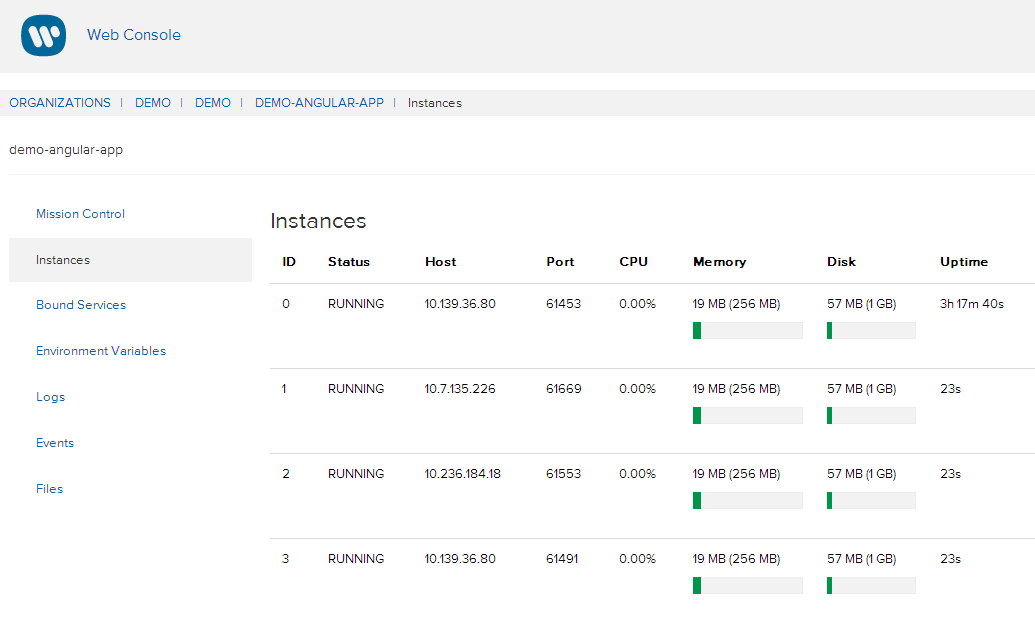 Web Console
ORGANIZATIONS | DEMO | DEMO | DEMO-ANGULAR-APP | Instances
demo-angular-app
Mission Control
Instances
Bound Services
Environment Variables
Logs
Events
Files
Instances
ID Status Host Port CPU Memory Disk Uptime
0 RUNNING 10.139.36.80 61453 0.00% 19 MB (256 MB) 57 MB (1 GB) 3h 17m 40s
1 RUNNING 10.7.135.226 61669 0.00% 19 MB (256 MB) 57 MB (1 GB) 23s
2 RUNNING 10.236.184.18 61553 0.00% 19 MB (256 MB) 57 MB (1 GB) 23s
3 RUNNING 10.139.36.80 61491 0.00% 19 MB (256 MB) 57 MB (1 GB) 23s